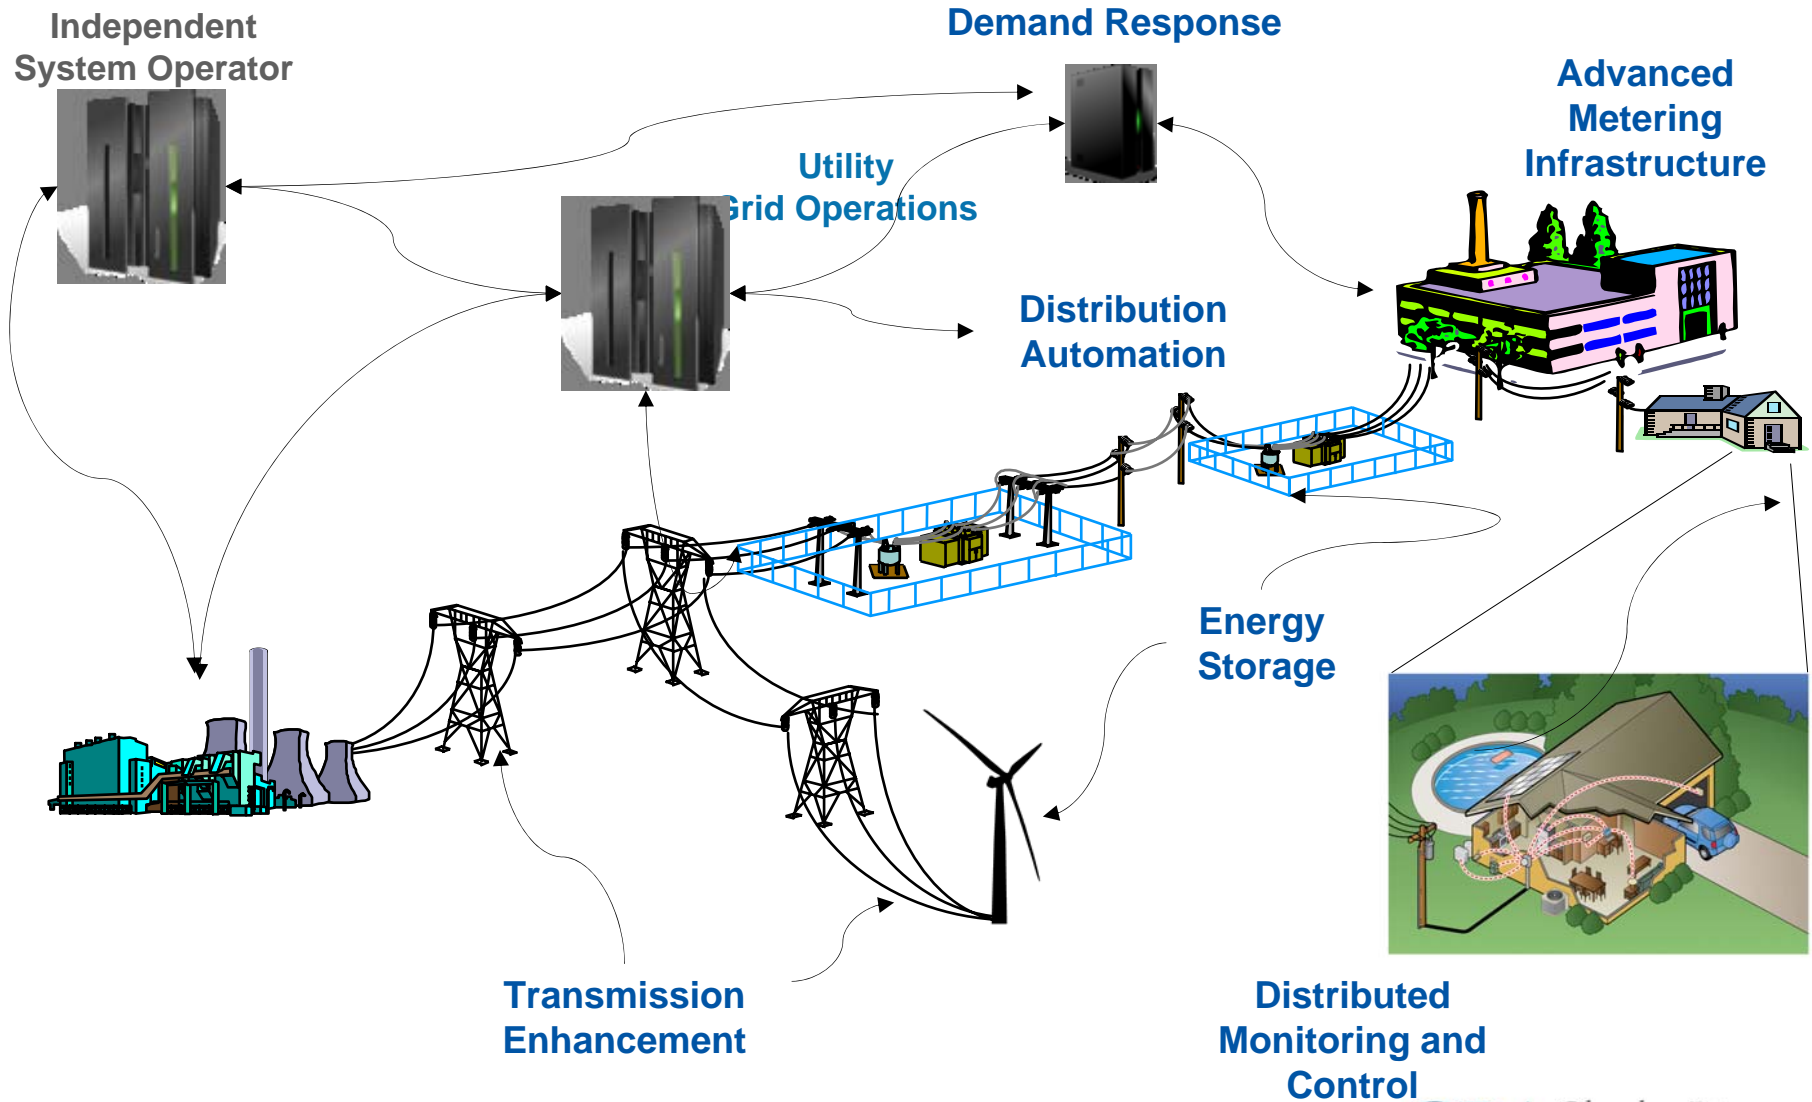 Independent
System Operator
Demand Response
Advanced
Metering
Infrastructure
Utility
Grid Operations
Distribution
Automation
Energy
Storage
Transmission
Enhancement
Distributed
Monitoring and
Control